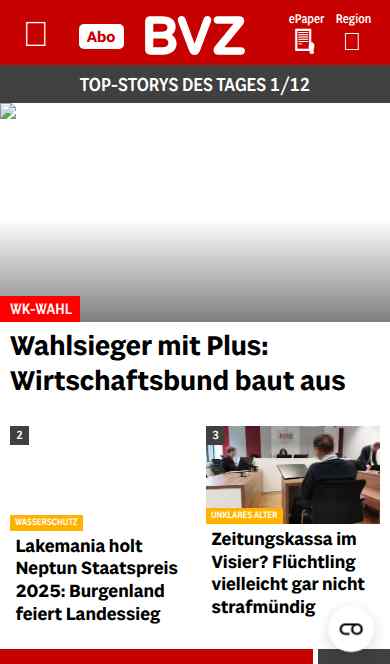 Abo
BVZ
ePaper
Region
TOP-STORYS DES TAGES 1/12
WK-WAHL
Wahlsieger mit Plus:
Wirtschaftsbund baut aus
2
WASSERSCHUTZ
Lakemania holt
Neptun Staatspreis
2025: Burgenland
feiert Landessieg
3
UNKLARES ALTER
Zeitungskassa im
Visier? Flüchtling
vielleicht gar nicht
strafmündig